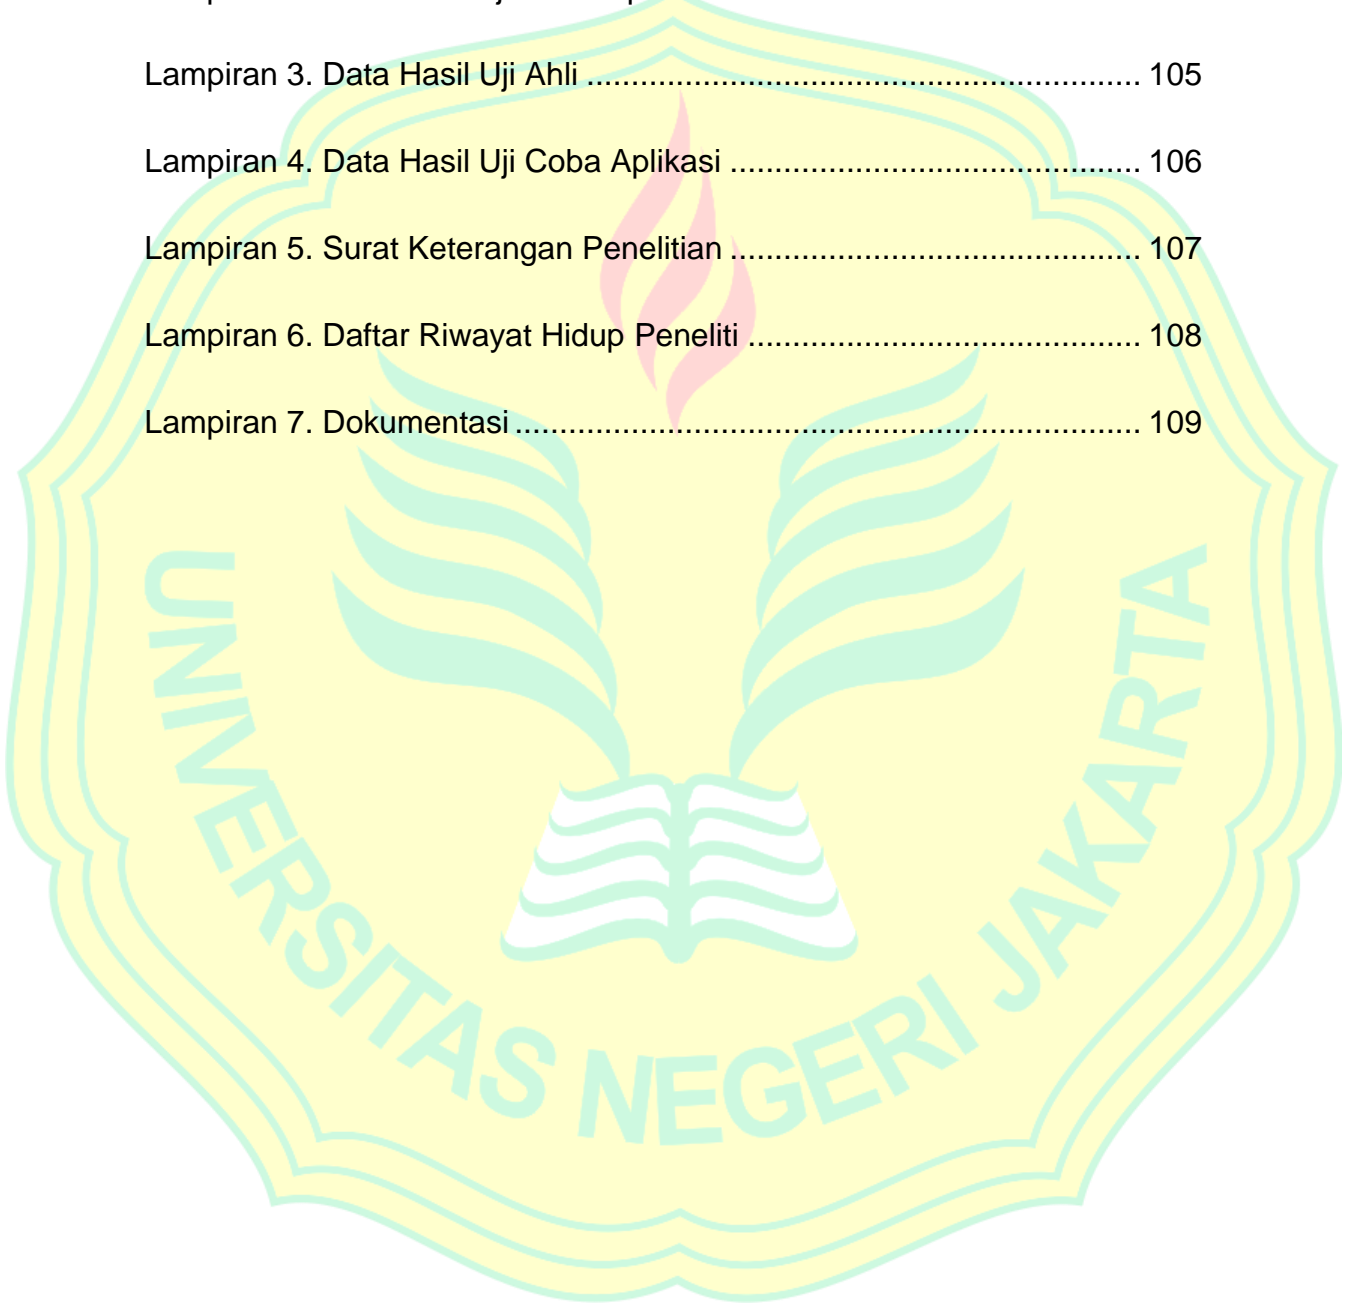 Lampiran 3. Data Hasil Uji Ahli .............................................................. 105
Lampiran 4. Data Hasil Uji Coba Aplikasi .............................................. 106
Lampiran 5. Surat Keterangan Penelitian .............................................. 107
Lampiran 6. Daftar Riwayat Hidup Peneliti ............................................ 108
Lampiran 7. Dokumentasi ...................................................................... 109
UNIVERSITAS NEGERI JAKARTA